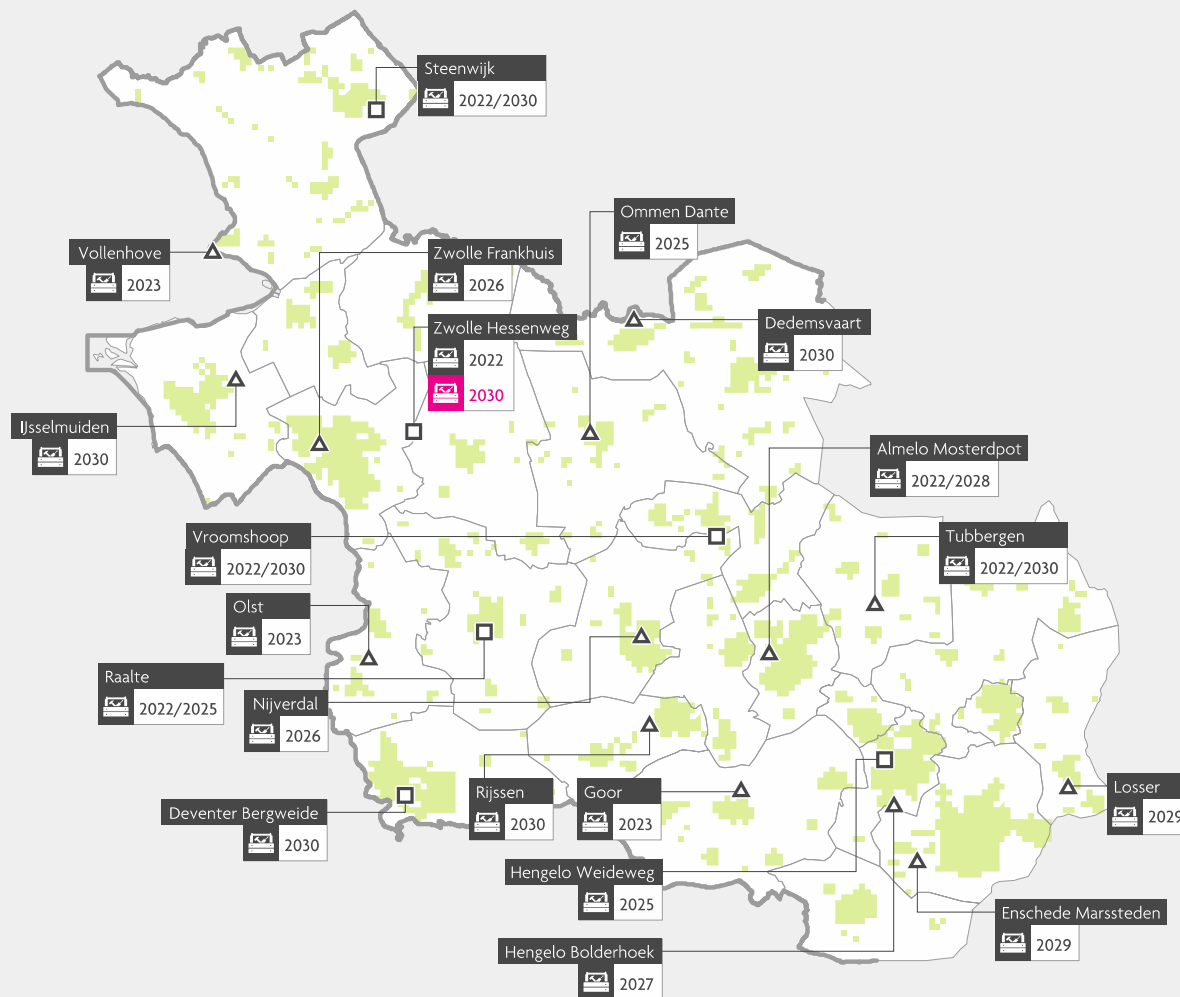 Steenwijk
2022/2030
Ommen Dante
2025
Vollenhove
2023
Zwolle Frankhuis
2026
Zwolle Hessenweg
2022
2030
Dedemsvaart
2030
IJsselmuiden
2030
Almelo Mosterdpot
2022/2028
Vroomshoop
2022/2030
Tubbergen
2022/2030
Olst
2023
Raalte
2022/2025
Nijverdal
2026
Deventer Bergweide
2030
Rijssen
2030
Goor
2023
Losser
2029
Hengelo Weideweg
2025
Enschede Marssteden
2029
Hengelo Bolderhoek
2027